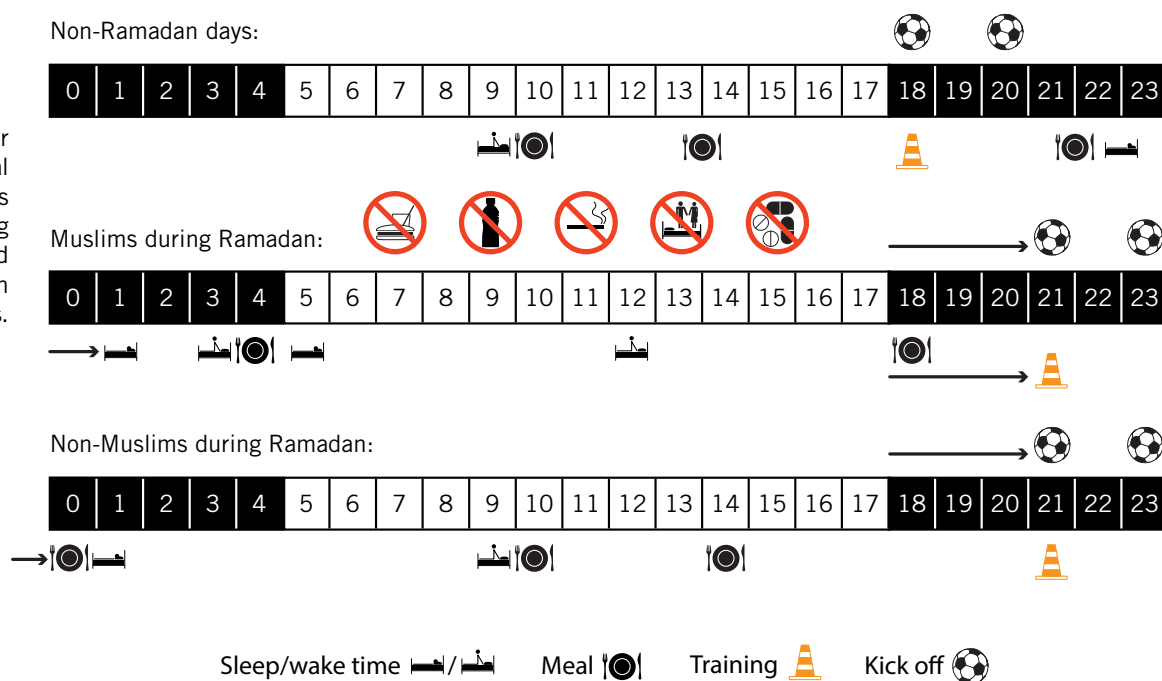 Non-Ramadan days:
0 1 2 3 4 5 6 7 8 9 10 11 12 13 14 15 16 17 18 19 20 21 22 23
r
al
s
g
d
n
s.
Muslims during Ramadan:
0 1 2 3 4 5 6 7 8 9 10 11 12 13 14 15 16 17 18 19 20 21 22 23
Non-Muslims during Ramadan:
0 1 2 3 4 5 6 7 8 9 10 11 12 13 14 15 16 17 18 19 20 21 22 23
Sleep/wake time / Meal Training Kick off